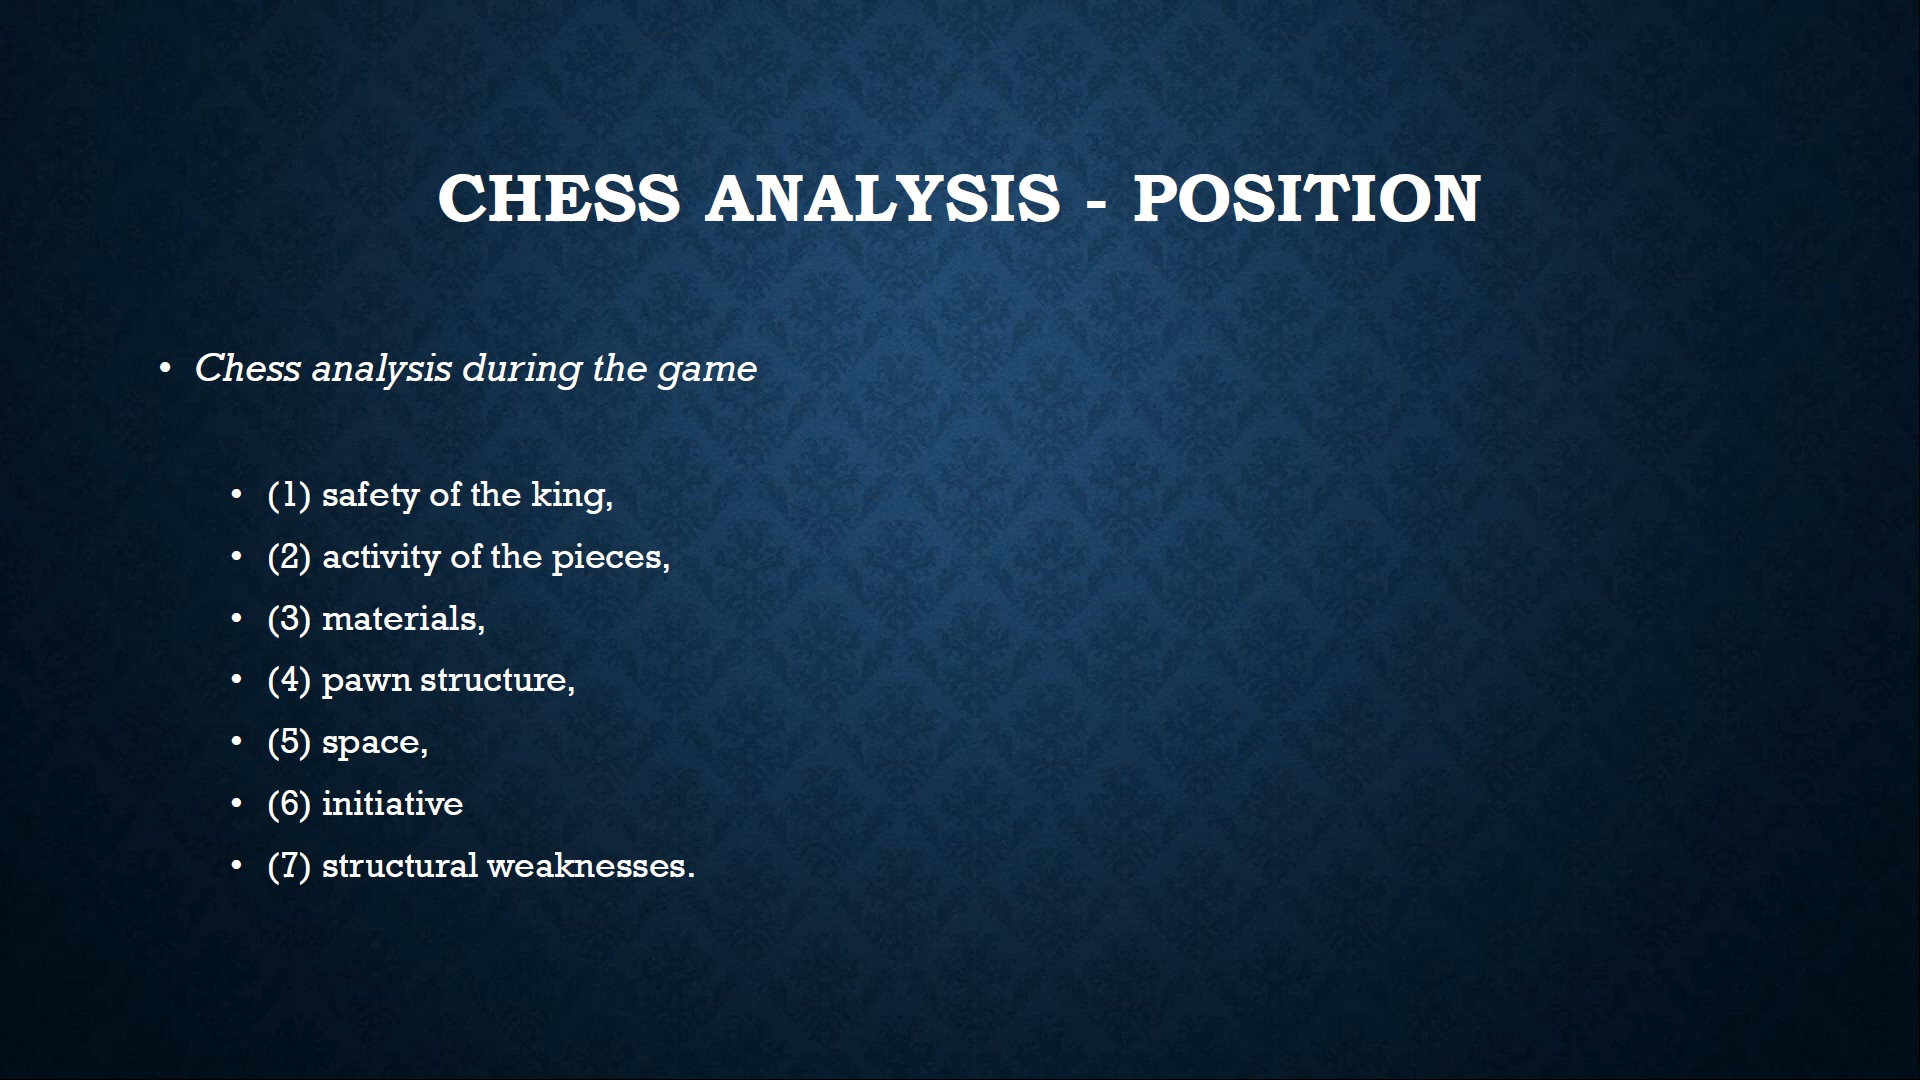 CHESS ANALYSIS - POSITION
• Chess analysis during the game
• (1) safety of the king,
• (2) activity of the pieces,
• (3) materials,
• (4) pawn structure,
• (5) space,
• (6) initiative
• (7) structural weaknesses.